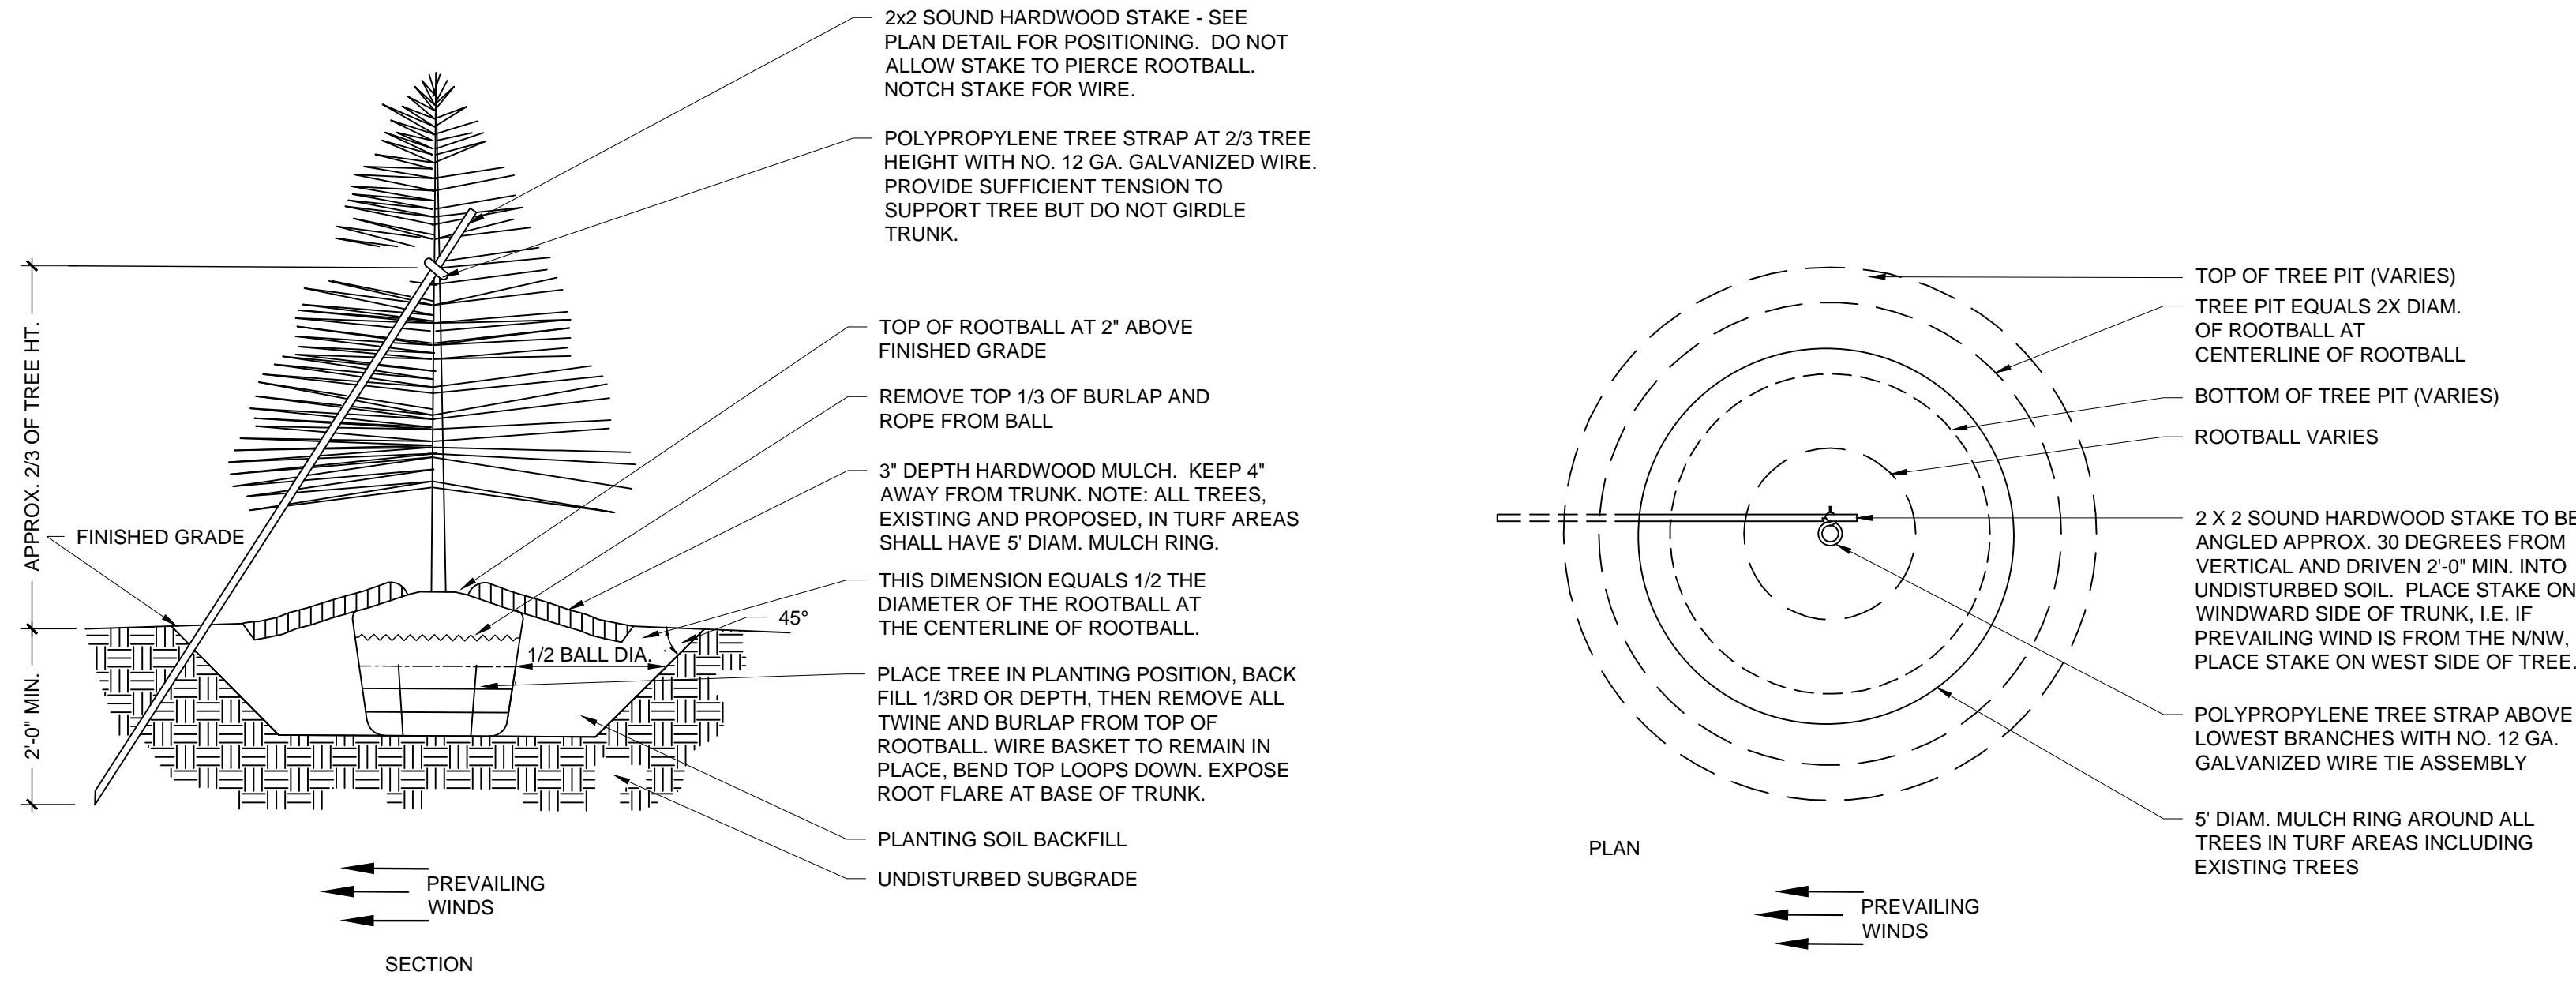 2x2 SOUND HARDWOOD STAKE - SEE
PLAN DETAIL FOR POSITIONING.  DO NOT
ALLOW STAKE TO PIERCE ROOTBALL.
NOTCH STAKE FOR WIRE.
POLYPROPYLENE TREE STRAP AT 2/3 TREE
HEIGHT WITH NO. 12 GA. GALVANIZED WIRE.
PROVIDE SUFFICIENT TENSION TO
SUPPORT TREE BUT DO NOT GIRDLE
TRUNK.
TOP OF ROOTBALL AT 2" ABOVE
FINISHED GRADE
REMOVE TOP 1/3 OF BURLAP AND
ROPE FROM BALL
3" DEPTH HARDWOOD MULCH.  KEEP 4"
AWAY FROM TRUNK. NOTE: ALL TREES,
EXISTING AND PROPOSED, IN TURF AREAS
SHALL HAVE 5' DIAM. MULCH RING.
THIS DIMENSION EQUALS 1/2 THE
DIAMETER OF THE ROOTBALL AT
THE CENTERLINE OF ROOTBALL.
PLACE TREE IN PLANTING POSITION, BACK
FILL 1/3RD OR DEPTH, THEN REMOVE ALL
TWINE AND BURLAP FROM TOP OF
ROOTBALL. WIRE BASKET TO REMAIN IN
PLACE, BEND TOP LOOPS DOWN. EXPOSE
ROOT FLARE AT BASE OF TRUNK.
PLANTING SOIL BACKFILL
UNDISTURBED SUBGRADE
APPROX. 2/3 OF TREE HT.
2'-0" MIN.
FINISHED GRADE
45°
1/2 BALL DIA.
PREVAILING
WINDS
SECTION
TOP OF TREE PIT (VARIES)
TREE PIT EQUALS 2X DIAM.
OF ROOTBALL AT
CENTERLINE OF ROOTBALL
BOTTOM OF TREE PIT (VARIES)
ROOTBALL VARIES
2 X 2 SOUND HARDWOOD STAKE TO BE
ANGLED APPROX. 30 DEGREES FROM
VERTICAL AND DRIVEN 2'-0" MIN. INTO
UNDISTURBED SOIL.  PLACE STAKE ON
WINDWARD SIDE OF TRUNK, I.E. IF
PREVAILING WIND IS FROM THE N/NW,
PLACE STAKE ON WEST SIDE OF TREE.
POLYPROPYLENE TREE STRAP ABOVE
LOWEST BRANCHES WITH NO. 12 GA.
GALVANIZED WIRE TIE ASSEMBLY
5' DIAM. MULCH RING AROUND ALL
TREES IN TURF AREAS INCLUDING
EXISTING TREES
PLAN
PREVAILING
WINDS